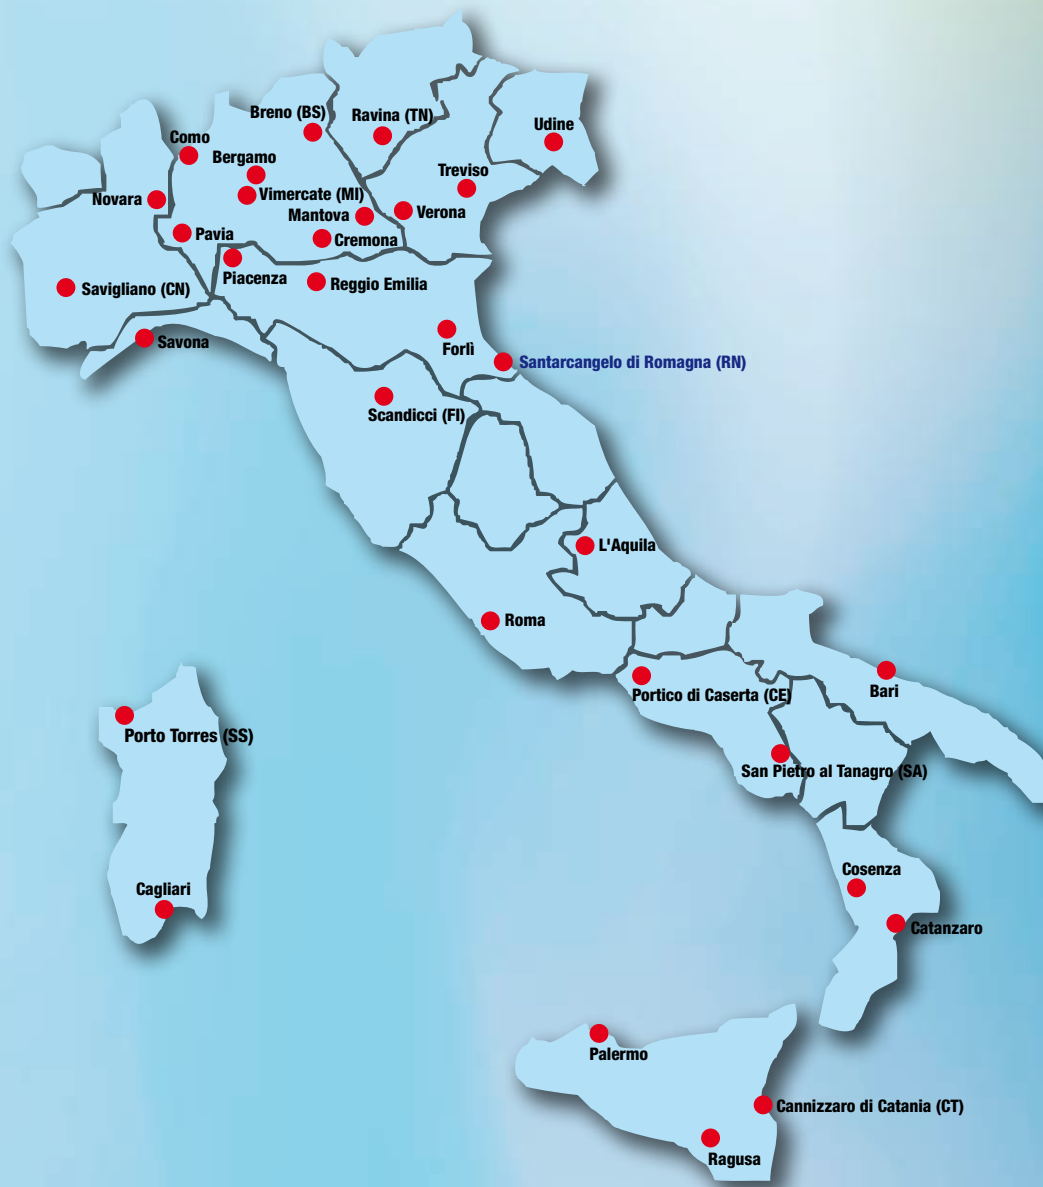 Breno (BS)
Ravina (TN)
Udine
Como
Bergamo
Treviso
Novara
Vimercate (MI)
Mantova
Verona
Pavia
Cremona
Piacenza
Reggio Emilia
Savigliano (CN)
Savona
Forlì
Santarcangelo di Romagna (RN)
Scandicci (FI)
L'Aquila
Roma
Portico di Caserta (CE)
Bari
Porto Torres (SS)
San Pietro al Tanagro (SA)
Cosenza
Cagliari
Catanzaro
Palermo
Cannizzaro di Catania (CT)
Ragusa